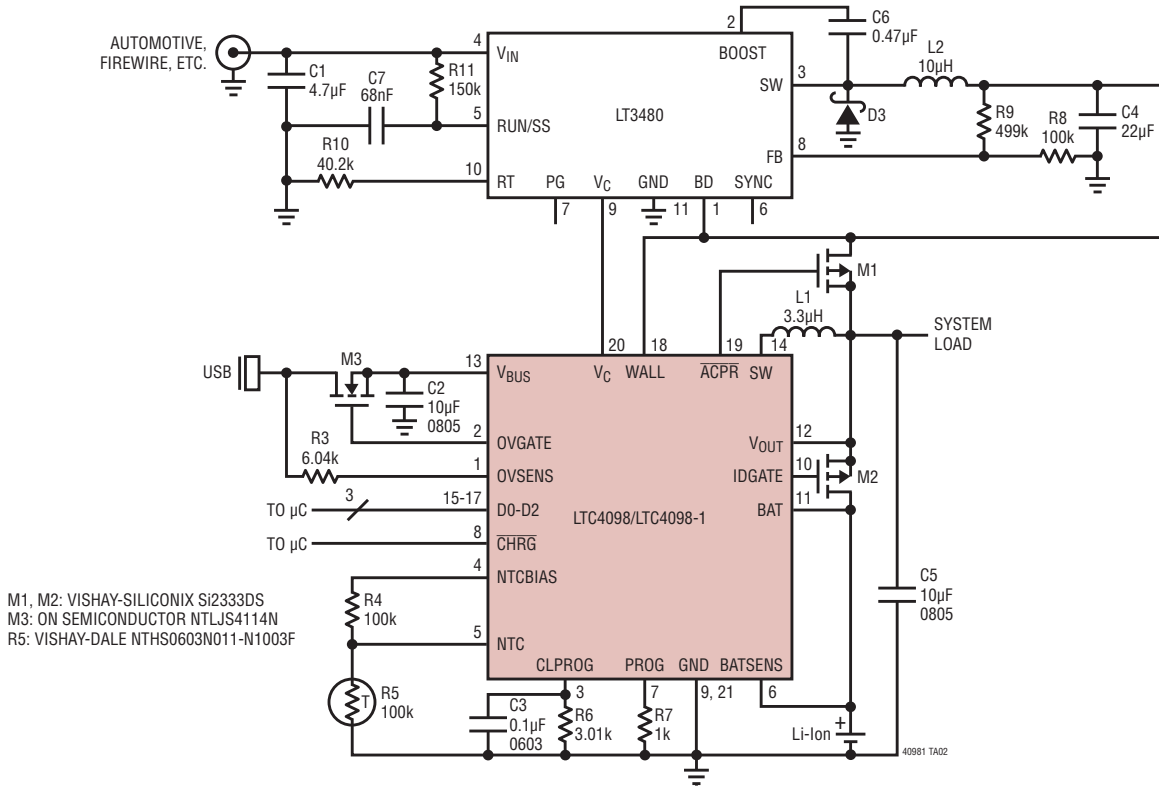 AUTOMOTIVE,
FIREWIRE, ETC.
C1
4.7µF
C7
68nF
R11
150k
R10
40.2k
4
VIN
5
RUN/SS
10
RT
PG
7
VC
9
GND
11
BD
1
SYNC
6
LT3480
2
BOOST
3
SW
8
FB
C6
0.47µF
D3
L2
10µH
R9
499k
R8
100k
C4
22µF
M1
L1
3.3µH
SYSTEM
LOAD
USB
M3
C2
10µF
0805
R3
6.04k
13
VBUS
20
VC
18
WALL
19
ACPR
14
SW
2
OVGATE
1
OVSENS
TO µC
3
15-17
D0-D2
TO µC
8
CHRG
4
NTCBIAS
5
NTC
LTC4098/LTC4098-1
12
VOUT
10
IDGATE
M2
11
BAT
C5
10µF
0805
M1, M2: VISHAY-SILICONIX Si2333DS
M3: ON SEMICONDUCTOR NTLJS4114N
R5: VISHAY-DALE NTHS0603N011-N1003F
R4
100k
T
R5
100k
CLPROG
3
PROG
7
GND
9, 21
BATSENS
6
C3
0.1µF
0603
R6
3.01k
R7
1k
Li-Ion
+
40981 TA02